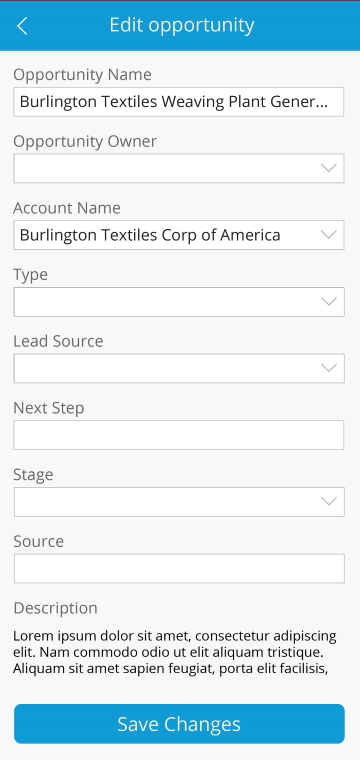 Edit opportunity
Opportunity Name
Burlington Textiles Weaving Plant Gener...
Opportunity Owner
Account Name
Burlington Textiles Corp of America
Type
Lead Source
Next Step
Stage
Source
Description
Lorem ipsum dolor sit amet, consectetur adipiscing
elit. Nam commodo odio ut elit aliquam tristique.
Aliquam sit amet sapien feugiat, porta elit facilisis,
Save Changes